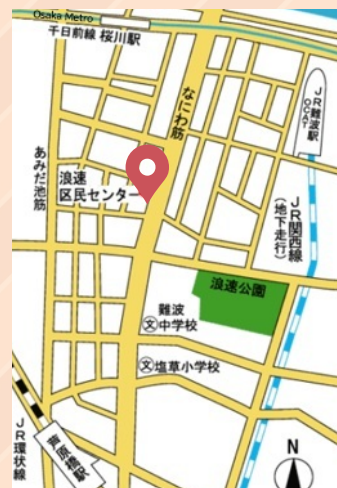 Osaka Metro
千日前線 桜川駅
なにわ筋
JR難波駅
OCAT
あみだ池筋
浪速
区民センター
JR関西線
(地下走行)
浪速公園
難波
文中学校
文塩草小学校
芦原橋駅
JR環状線
N